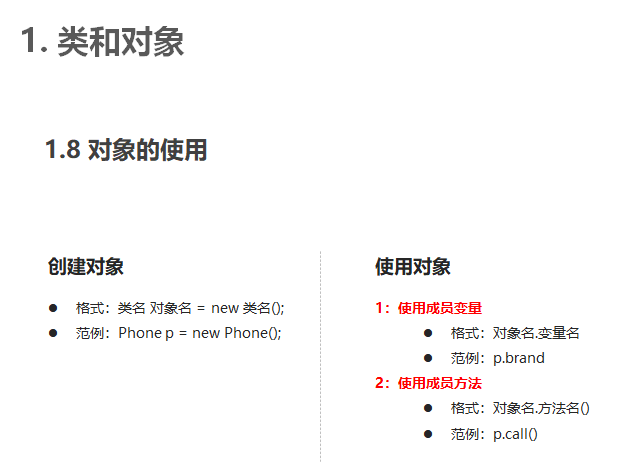 1. 类和对象
1.8 对象的使用
创建对象
● 格式：类名 对象名 = new 类名();
● 范例：Phone p = new Phone();
使用对象
1：使用成员变量
● 格式：对象名.变量名
● 范例：p.brand
2：使用成员方法
● 格式：对象名.方法名()
● 范例：p.call()